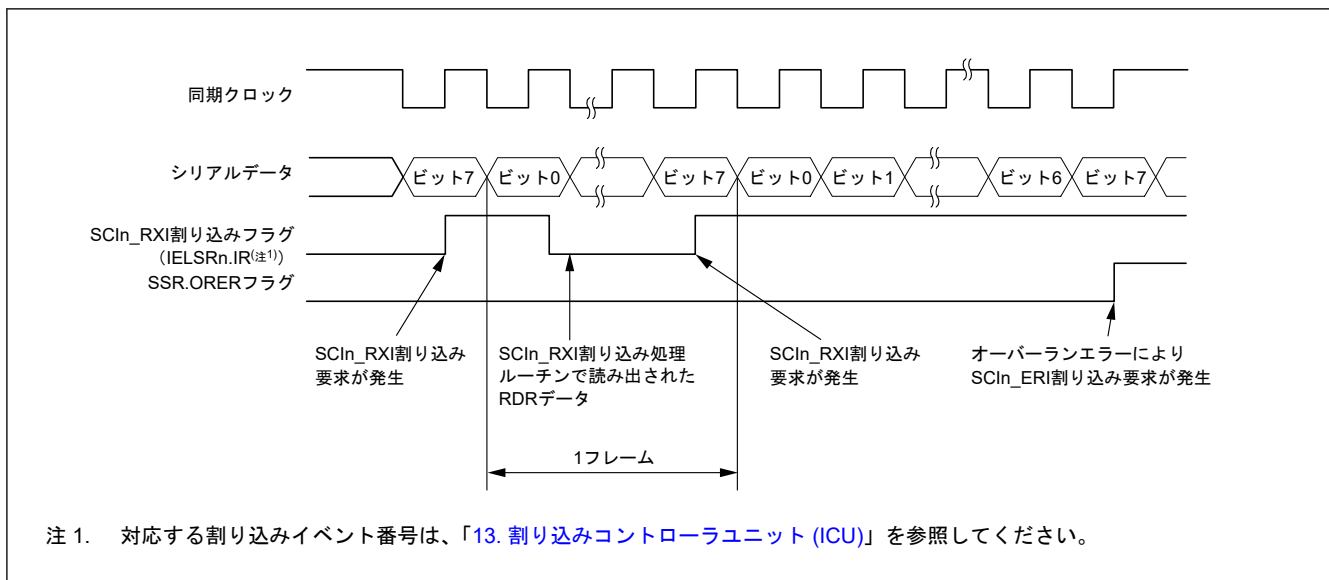 同期クロック
シリアルデータ
ビット7
ビット0
ビット7
ビット0
ビット1
ビット6
ビット7
SCIn_RXI割り込みフラグ
(IELSRn.IR(注1))
SSR.ORERフラグ
SCIn_RXI割り込み
要求が発生
SCIn_RXI割り込み処理
ルーチンで読み出された
RDRデータ
SCIn_RXI割り込み
要求が発生
オーバーランエラーにより
SCIn_ERI割り込み要求が発生
1フレーム
注 1. 対応する割り込みイベント番号は、「13. 割り込みコントローラユニット (ICU)」を参照してください。